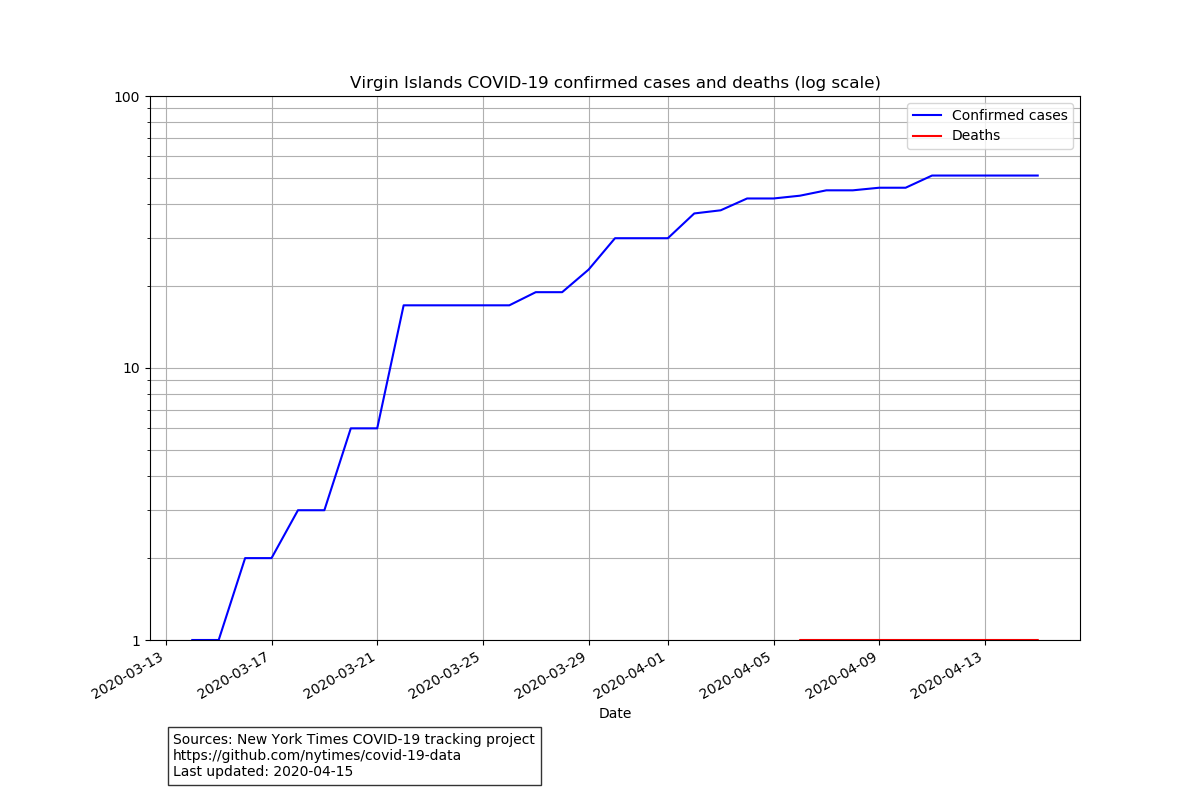 Virgin Islands COVID-19 confirmed cases and deaths (log scale)
100
Confirmed cases
Deaths
10
1
2020-03-13
2020-03-17
2020-03-21
2020-03-25
2020-03-29
2020-04-01
2020-04-05
2020-04-09
2020-04-13
Date
Sources: New York Times COVID-19 tracking project
https://github.com/nytimes/covid-19-data
Last updated: 2020-04-15